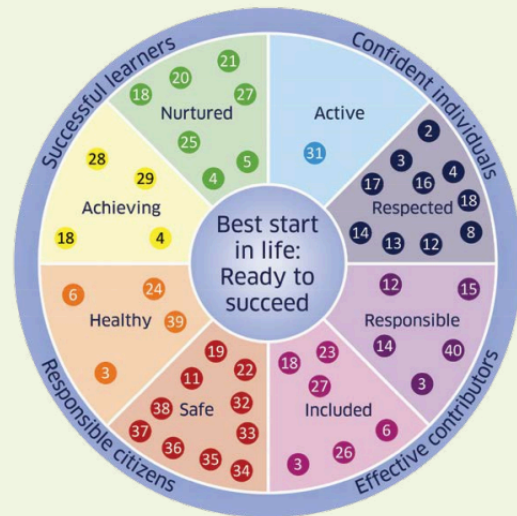 Successful learners
Confident individuals
Effective contributors
Responsible citizens
Best start
in life:
Ready to
succeed
Active
31
Respected
2
3
4
17
16
18
14
13
12
8
Responsible
12
15
14
40
3
Included
18
23
27
6
26
3
Safe
19
22
11
32
38
33
37
36
35
34
Healthy
6
24
39
3
Achieving
28
29
18
4
Nurtured
21
20
18
27
25
5
4